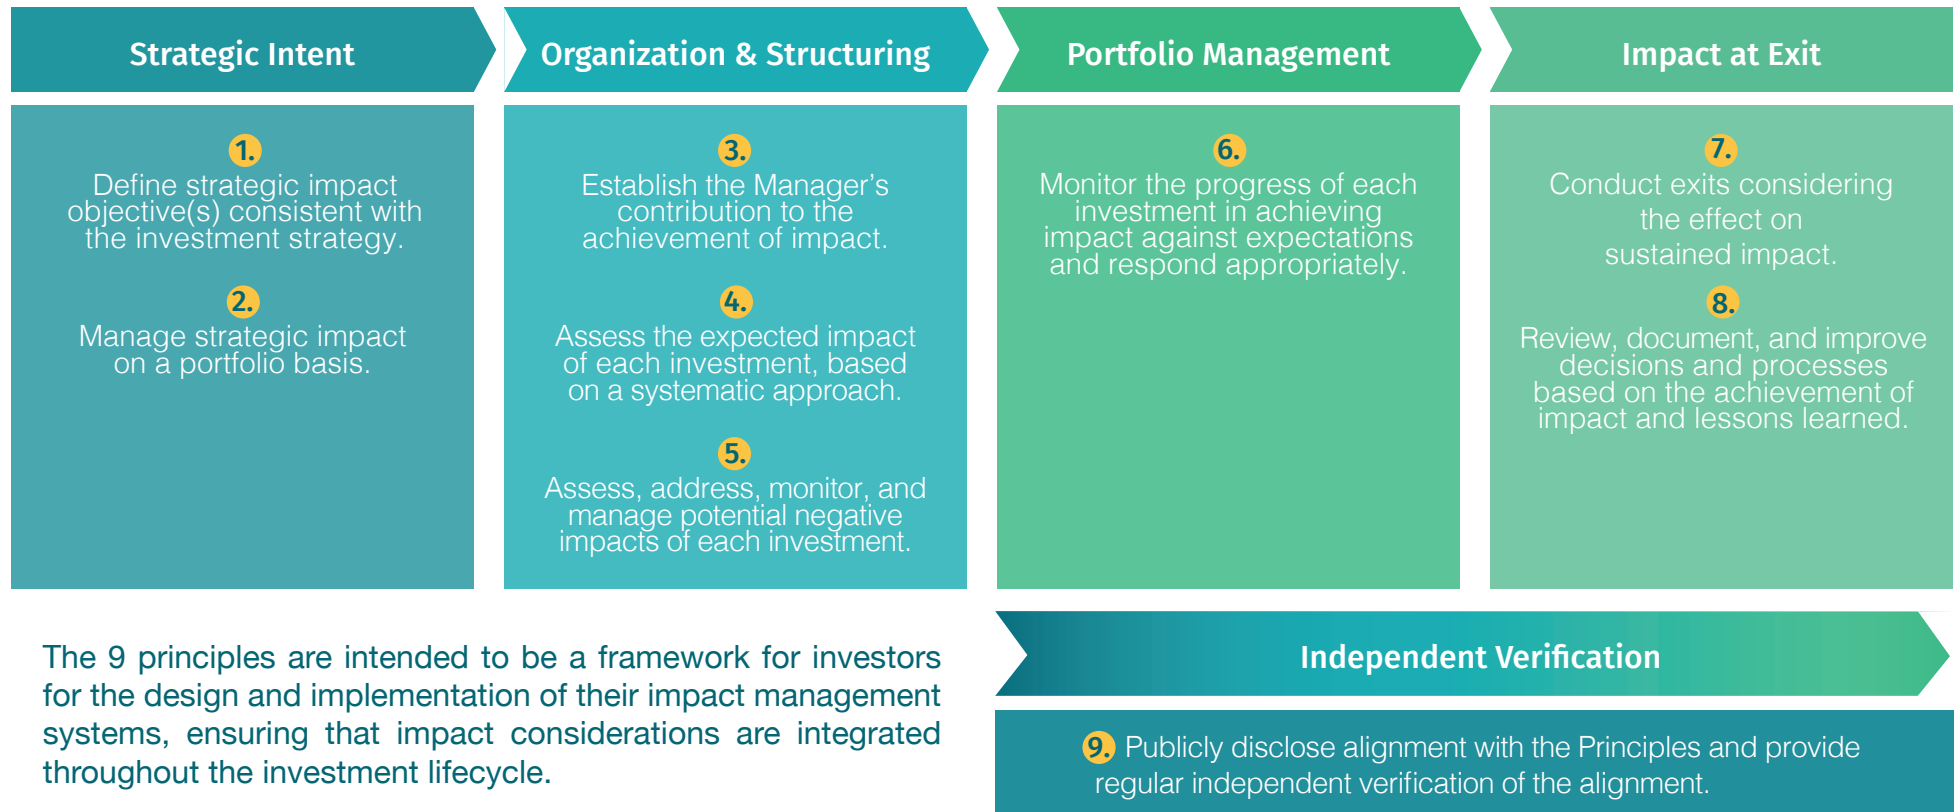 Strategic Intent
1.
Define strategic impact
objective(s) consistent with
the investment strategy.
2.
Manage strategic impact
on a portfolio basis.
Organization & Structuring
3.
Establish the Manager’s
contribution to the
achievement of impact.
4.
Assess the expected impact
of each investment, based
on a systematic approach.
5.
Assess, address, monitor, and
manage potential negative
impacts of each investment.
Portfolio Management
6.
Monitor the progress of each
investment in achieving
impact against expectations
and respond appropriately.
Impact at Exit
7.
Conduct exits considering
the effect on
sustained impact.
8.
Review, document, and improve
decisions and processes
based on the achievement of
impact and lessons learned.
The 9 principles are intended to be a framework for investors
for the design and implementation of their impact management
systems, ensuring that impact considerations are integrated
throughout the investment lifecycle.
Independent Verification
9. Publicly disclose alignment with the Principles and provide
regular independent verification of the alignment.